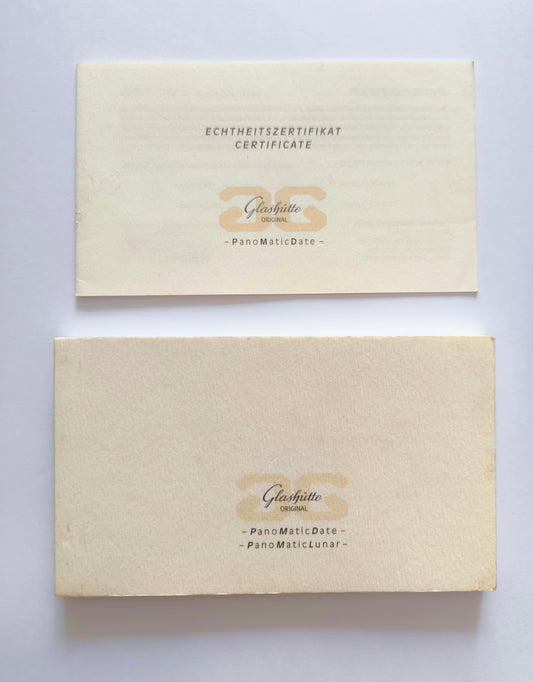 ECHTHEITSZERTIFIKAT
CERTIFICATE
Glashütte
ORIGINAL
– PanoMaticDate –
Glashütte
ORIGINAL
– PanoMaticDate –
– PanoMaticLunar –